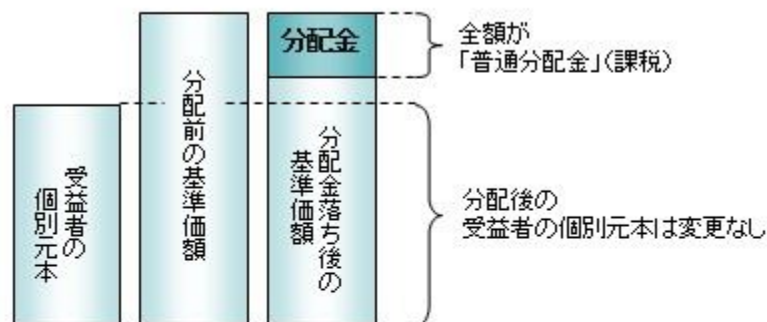 受益者の
個別元本
分配前の基準価額
分配金
分配金落ち後の
基準価額
全額が
「普通分配金」(課税)
分配後の
受益者の個別元本は変更なし